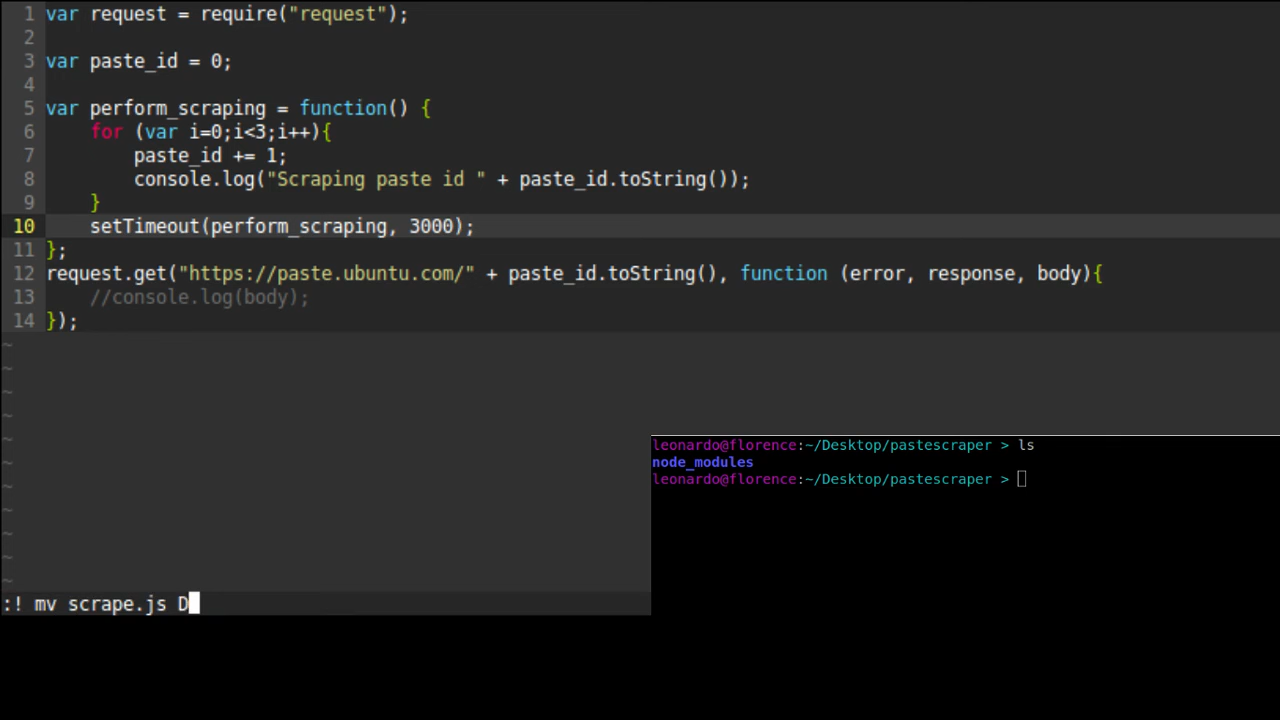 1 var request = require("request");
2
3 var paste_id = 0;
4
5 var perform_scraping = function() {
6     for (var i=0;i<3;i++){
7         paste_id += 1;
8         console.log("Scraping paste id " + paste_id.toString());
9     }
10     setTimeout(perform_scraping, 3000);
11 };
12 request.get("https://paste.ubuntu.com/" + paste_id.toString(), function (error, response, body){
13     //console.log(body);
14 });
~
~
~
~
~
~
~
~
~
~
~
leonardo@florence:~/Desktop/pastescraper > ls
node_modules
leonardo@florence:~/Desktop/pastescraper >
:! mv scrape.js D